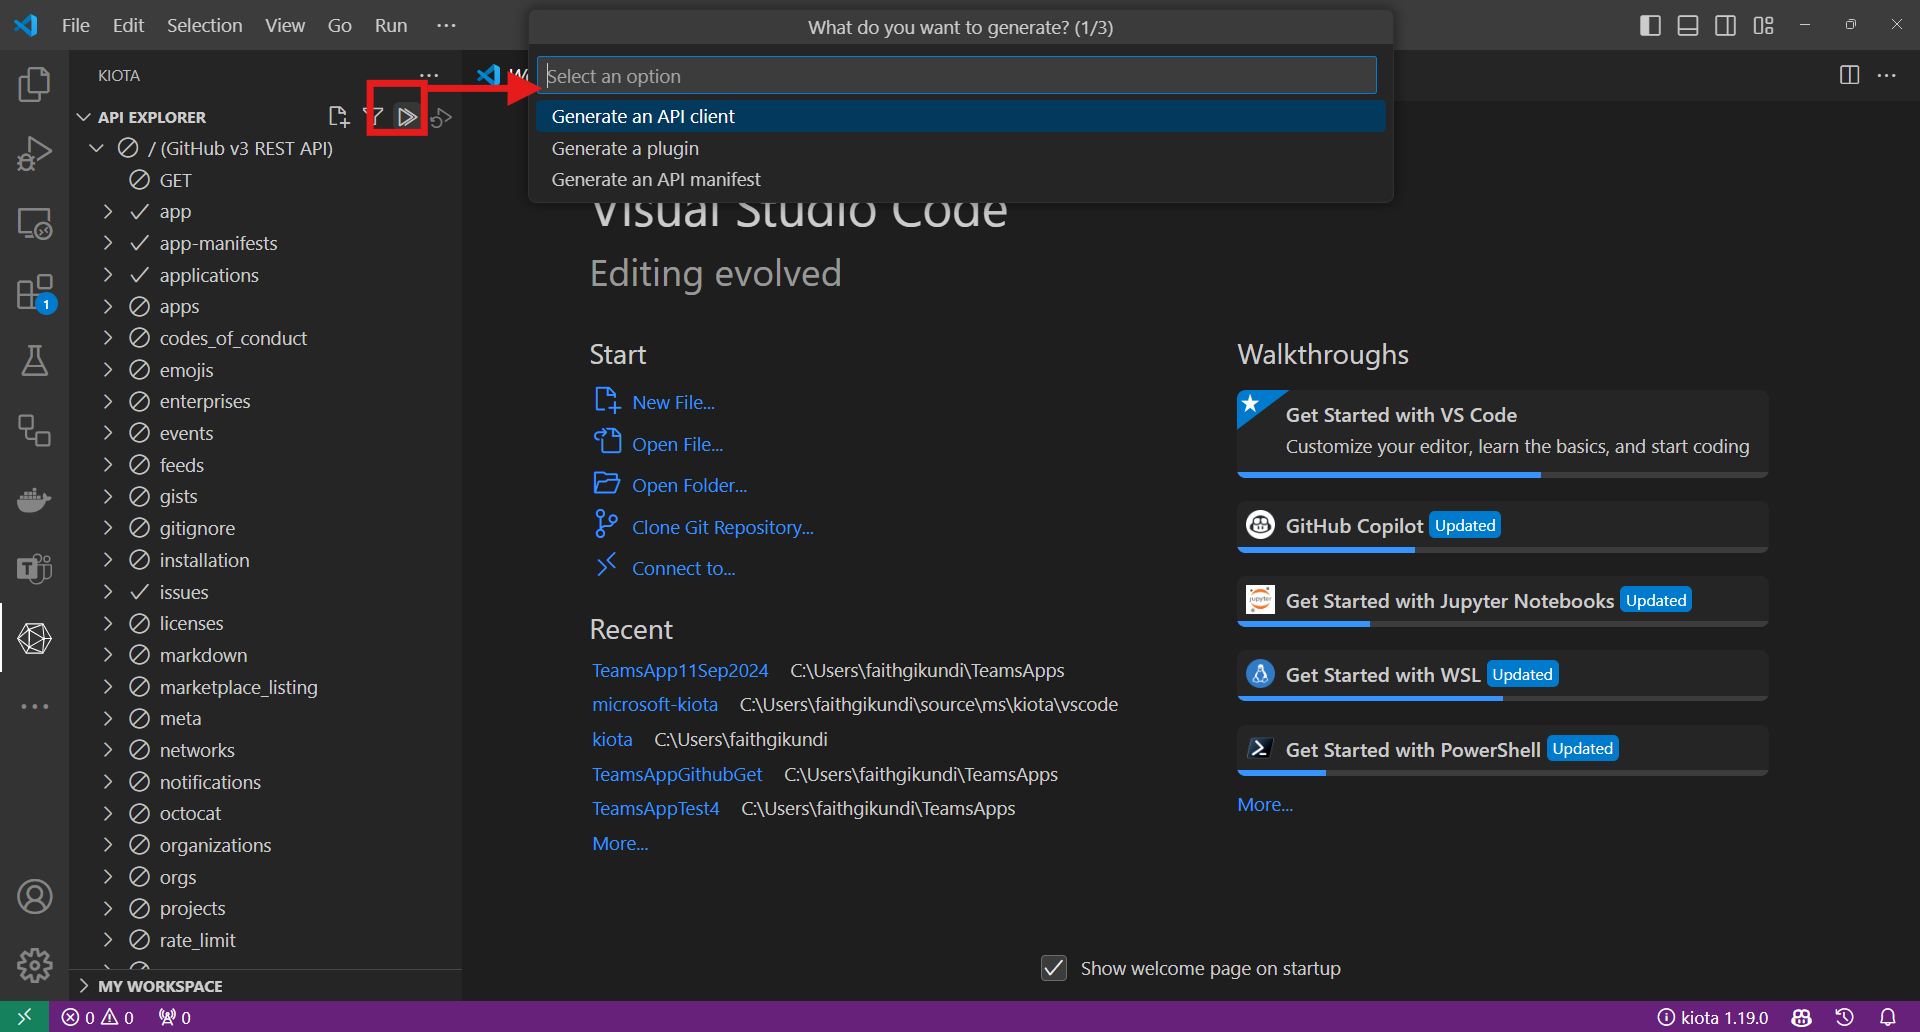 File Edit Selection View Go Run ···
What do you want to generate? (1/3)
Select an option
Generate an API client
Generate a plugin
Generate an API manifest
KIOTA
API EXPLORER
/ (GitHub v3 REST API)
GET
app
app-manifests
applications
apps
codes_of_conduct
emojis
enterprises
events
feeds
gists
gitignore
installation
issues
licenses
markdown
marketplace_listing
meta
networks
notifications
octocat
organizations
orgs
projects
rate_limit
MY WORKSPACE
1
Visual Studio Code
Editing evolved
Start
New File...
Open File...
Open Folder...
Clone Git Repository...
Connect to...
Recent
TeamsApp11Sep2024 C:\Users\faithgikundi\TeamsApps
microsoft-kiota C:\Users\faithgikundi\source\ms\kiota\vscode
kiota C:\Users\faithgikundi
TeamsAppGithubGet C:\Users\faithgikundi\TeamsApps
TeamsAppTest4 C:\Users\faithgikundi\TeamsApps
More...
Walkthroughs
Get Started with VS Code
Customize your editor, learn the basics, and start coding
GitHub Copilot Updated
Get Started with Jupyter Notebooks Updated
Get Started with WSL Updated
Get Started with PowerShell Updated
More...
Show welcome page on startup
0 0 0
kiota 1.19.0